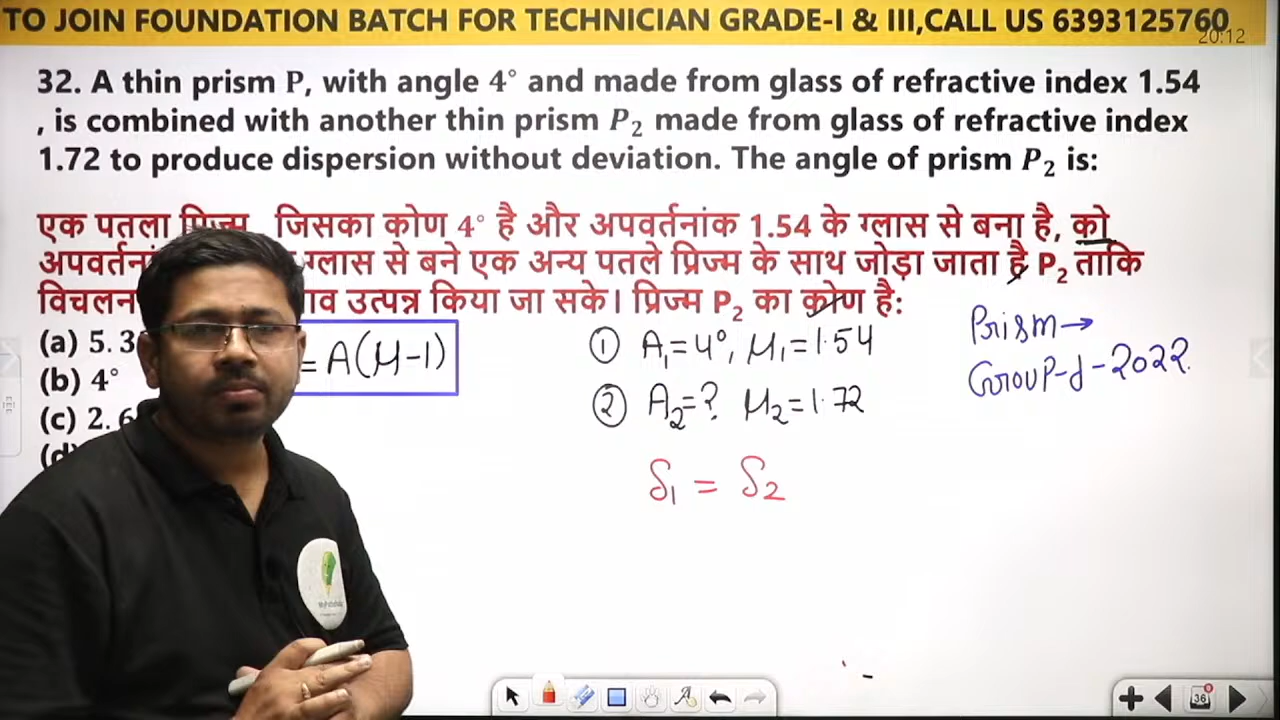 TO JOIN FOUNDATION BATCH FOR TECHNICIAN GRADE-I & III,CALL US 6393125760
20:12
32. A thin prism P, with angle 4° and made from glass of refractive index 1.54
, is combined with another thin prism P₂ made from glass of refractive index
1.72 to produce dispersion without deviation. The angle of prism P₂ is:
एक पतला प्रिज्म जिसका कोण 4° है और अपवर्तनांक 1.54 के ग्लास से बना है, को
ग्लास से बने एक अन्य पतले प्रिज्म के साथ जोड़ा जाता है P₂ ताकि
विचलन उत्पन्न किया जा सके। प्रिज्म P₂ का कोण है:
(a) 5.3
(b) 4°
(c) 2.6
(d)
= A(μ-1)
① A₁=4°, μ₁=1.54
② A₂=? μ₂=1.72
δ₁ = δ₂
Prism→
Group-d-2022.
36